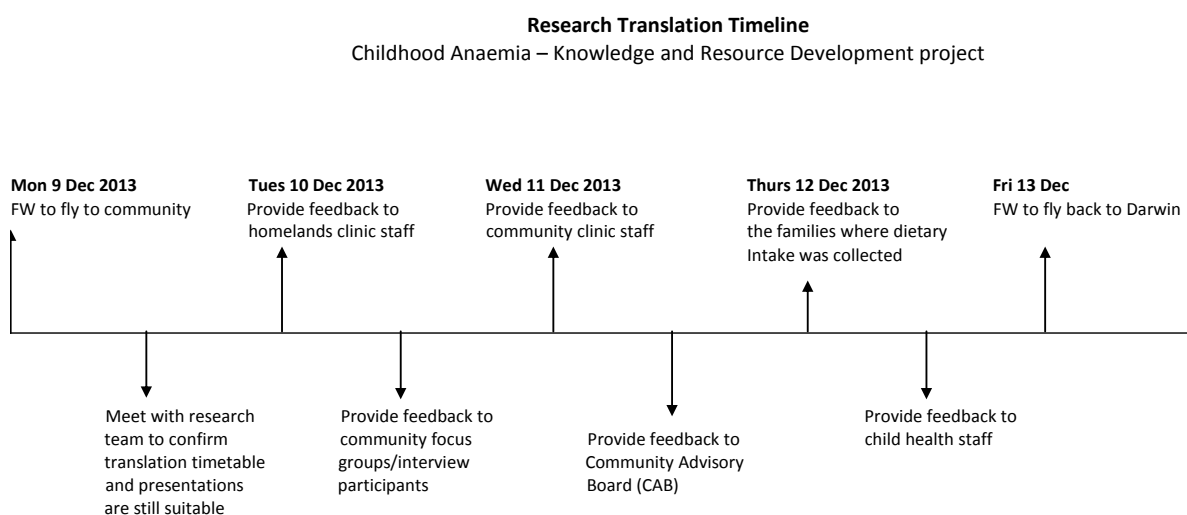 Research Translation Timeline
Childhood Anaemia – Knowledge and Resource Development project
Mon 9 Dec 2013
FW to fly to community
Tues 10 Dec 2013
Provide feedback to
homelands clinic staff
Wed 11 Dec 2013
Provide feedback to
community clinic staff
Thurs 12 Dec 2013
Provide feedback to
the families where dietary
Intake was collected
Fri 13 Dec
FW to fly back to Darwin
Meet with research
team to confirm
translation timetable
and presentations
are still suitable
Provide feedback to
community focus
groups/interview
participants
Provide feedback to
Community Advisory
Board (CAB)
Provide feedback to
child health staff